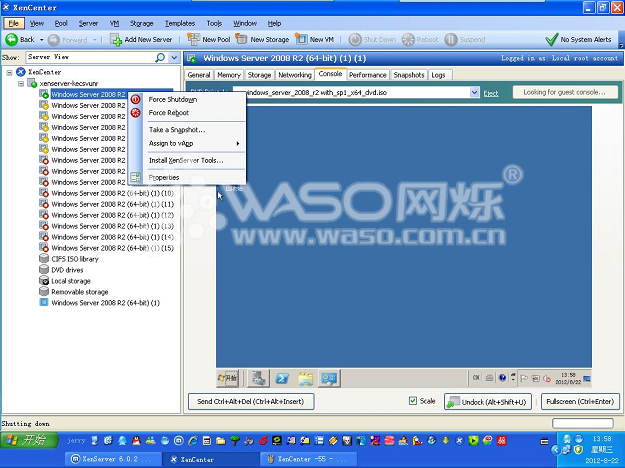 XenCenter
File View Pool Server VM Storage Templates Tools Window Help
Back Forward Add New Server New Pool New Storage New VM Shut Down Reboot Suspend No System Alerts
Show: Server View
Windows Server 2008 R2 (64-bit) (1) (1) Logged in as: Local root account
General Memory Storage Networking Console Performance Snapshots Logs
windows_server_2008_r2 with_sp1_x64_dvd.iso Eject Looking for guest console...
XenCenter
xenserver-kecsvunr
Windows Server 2008 R2
Windows Server 2008 R2
Windows Server 2008 R2
Windows Server 2008 R2
Windows Server 2008 R2
Windows Server 2008 R2
Windows Server 2008 R2
Windows Server 2008 R2
Windows Server 2008 R2
Windows Server 2008 R2 (64-bit) (1) (10)
Windows Server 2008 R2 (64-bit) (1) (11)
Windows Server 2008 R2 (64-bit) (1) (12)
Windows Server 2008 R2 (64-bit) (1) (13)
Windows Server 2008 R2 (64-bit) (1) (14)
Windows Server 2008 R2 (64-bit) (1) (15)
CIFS ISO library
DVD drives
Local storage
Removable storage
Windows Server 2008 R2 (64-bit) (1)
Force Shutdown
Force Reboot
Take a Snapshot...
Assign to vApp
Install XenServer Tools...
Properties
回收站
WASO网烁®
www.waso.com.cn
开始 CH 13:58
2012/8/22
Send Ctrl+Alt+Del (Ctrl+Alt+Insert) Scale Undock (Alt+Shift+U) Fullscreen (Ctrl+Enter)
Shutting down
开始 jerry 13:58
星期三
XenServer 6.0.2 ... XenCenter XenCenter -55 - ... 2012-8-22